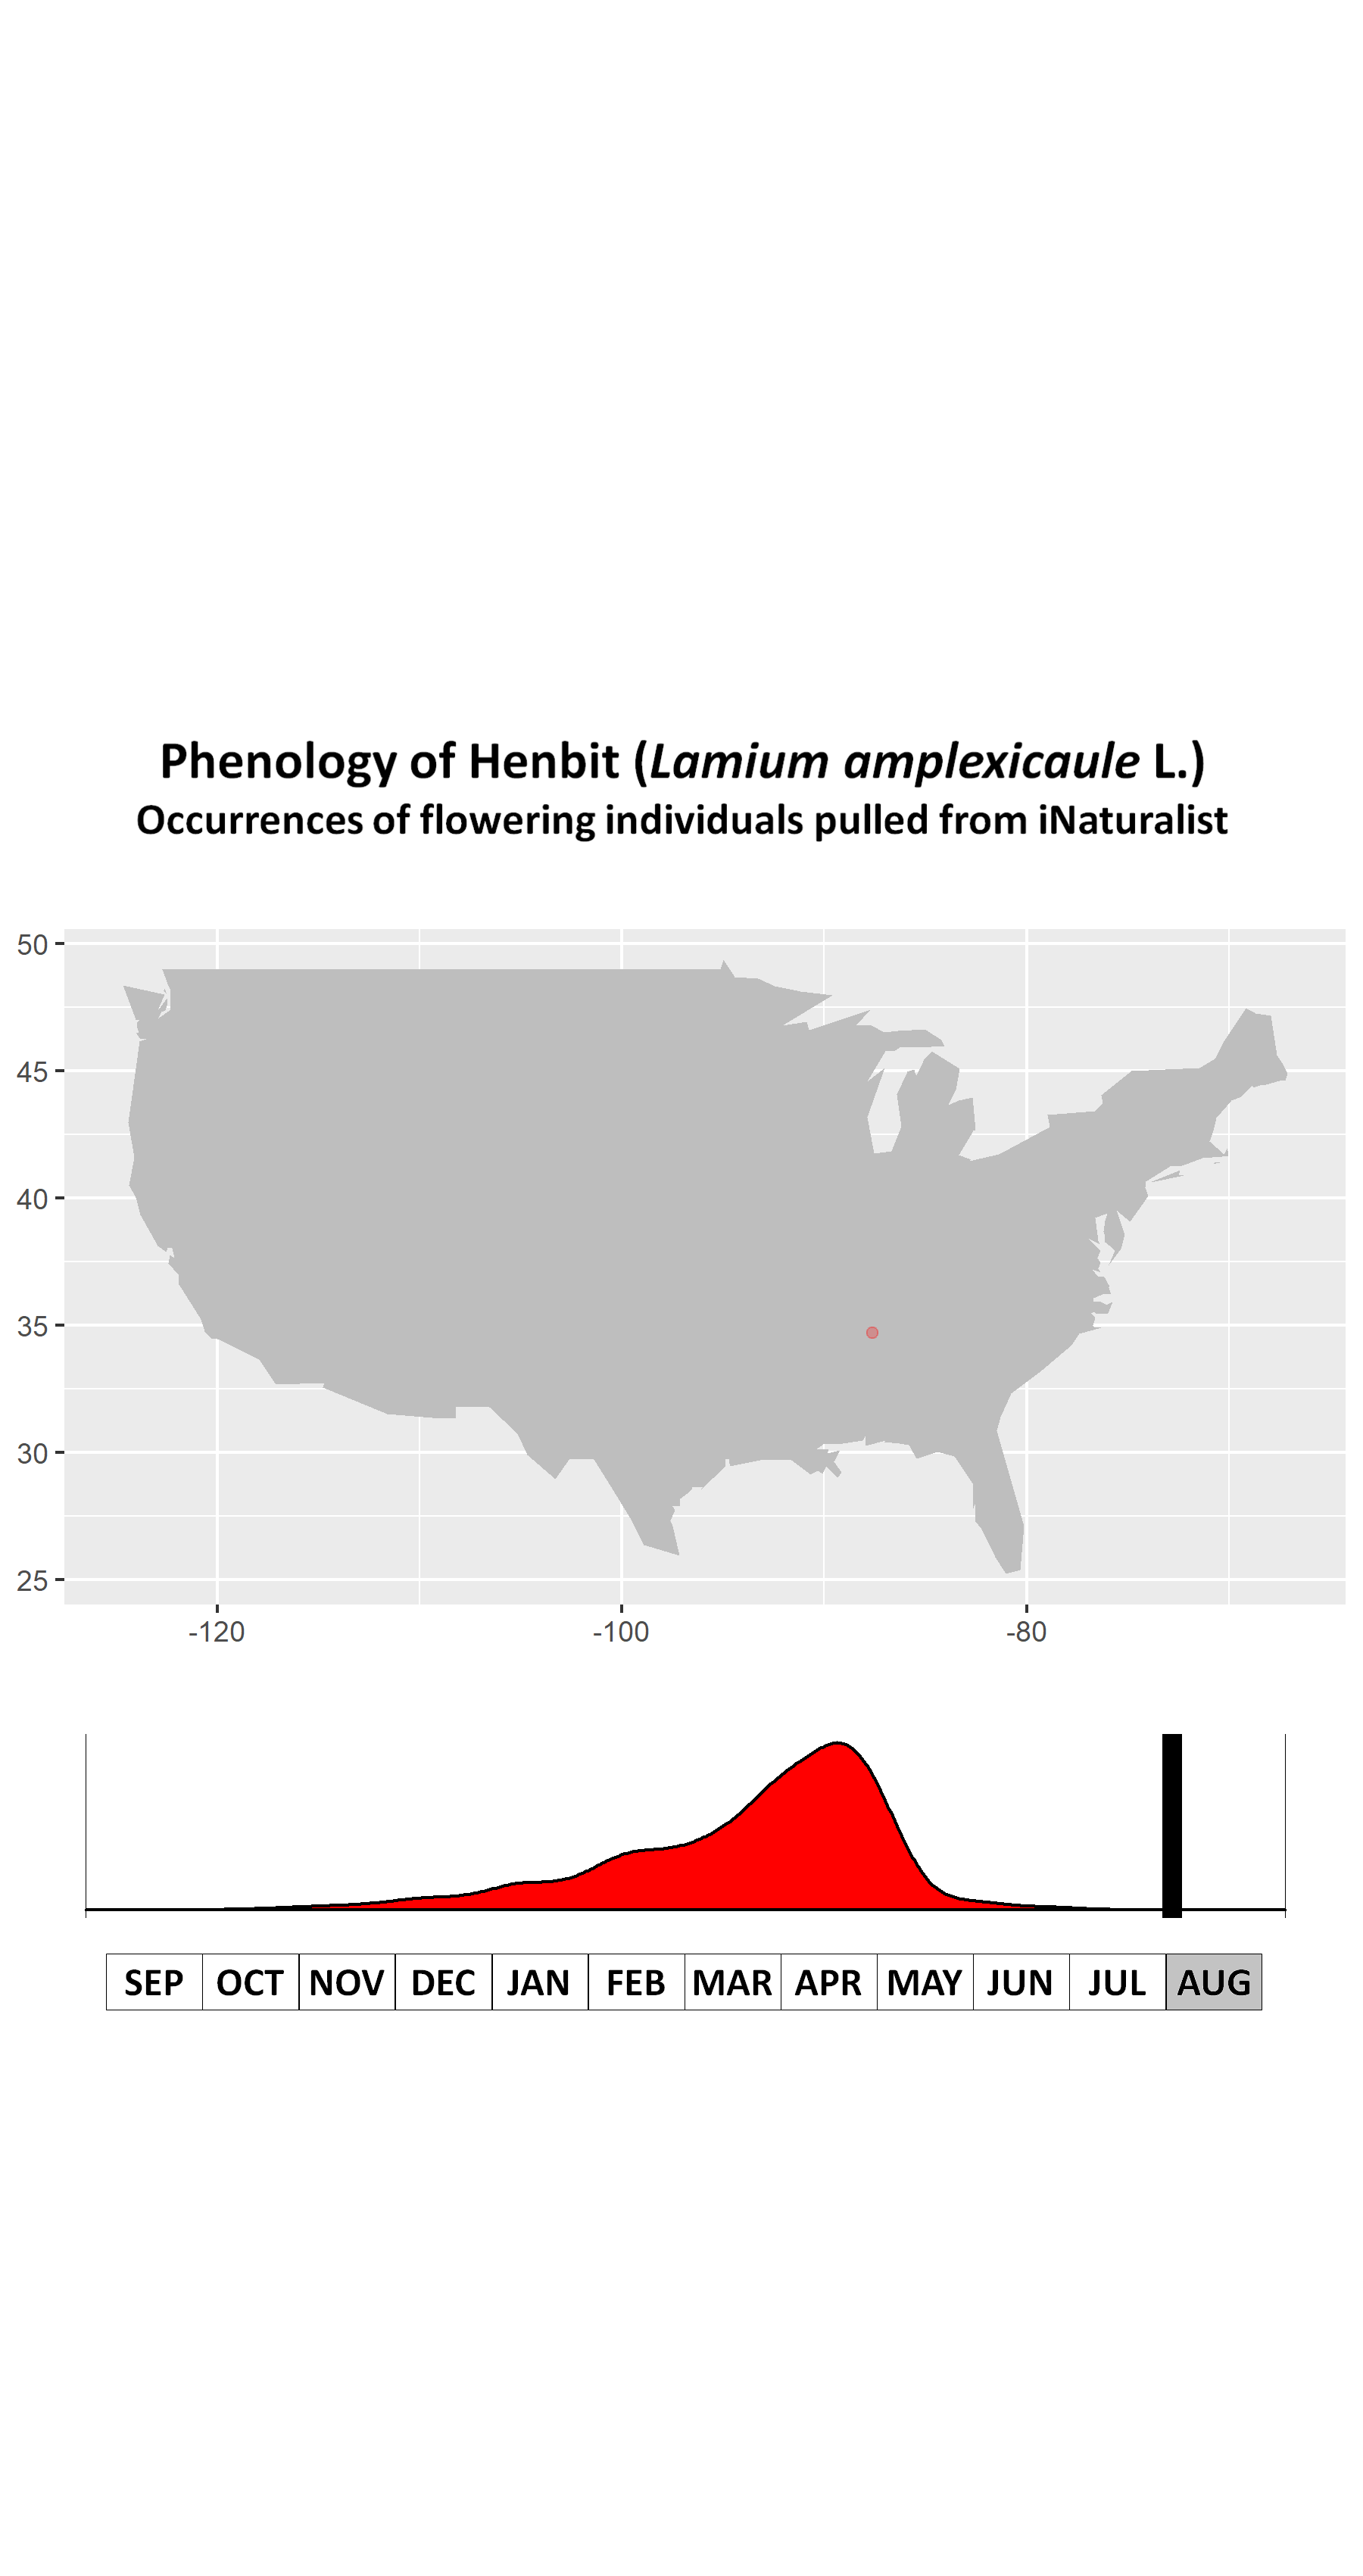 Phenology of Henbit (Lamium amplexicaule L.)
Occurrences of flowering individuals pulled from iNaturalist
50
45
40
35
30
25
-120 -100 -80
SEP OCT NOV DEC JAN FEB MAR APR MAY JUN JUL AUG